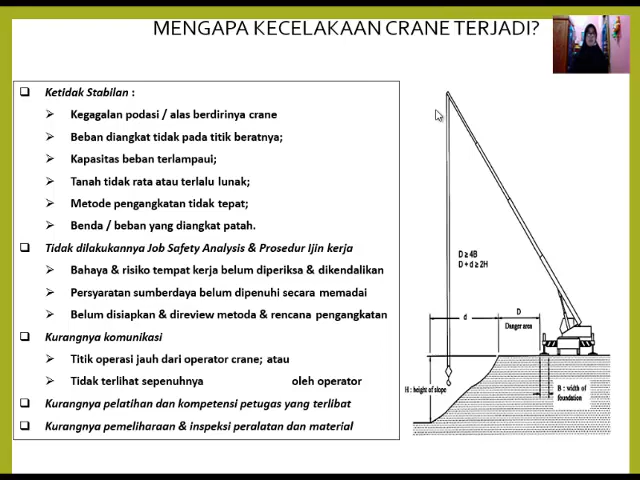 MENGAPA KECELAKAAN CRANE TERJADI?
Ketidak Stabilan :
Kegagalan podasi / alas berdirinya crane
Beban diangkat tidak pada titik beratnya;
Kapasitas beban terlampaui;
Tanah tidak rata atau terlalu lunak;
Metode pengangkatan tidak tepat;
Benda / beban yang diangkat patah.
Tidak dilakukannya Job Safety Analysis & Prosedur Ijin kerja
Bahaya & risiko tempat kerja belum diperiksa & dikendalikan
Persyaratan sumberdaya belum dipenuhi secara memadai
Belum disiapkan & direview metoda & rencana pengangkatan
Kurangnya komunikasi
Titik operasi jauh dari operator crane; atau
Tidak terlihat sepenuhnya oleh operator
Kurangnya pelatihan dan kompetensi petugas yang terlibat
Kurangnya pemeliharaan & inspeksi peralatan dan material
D ≥ 4B
D + d ≥ 2H
d
D
Danger area
H : height of slope
B : width of
foundation